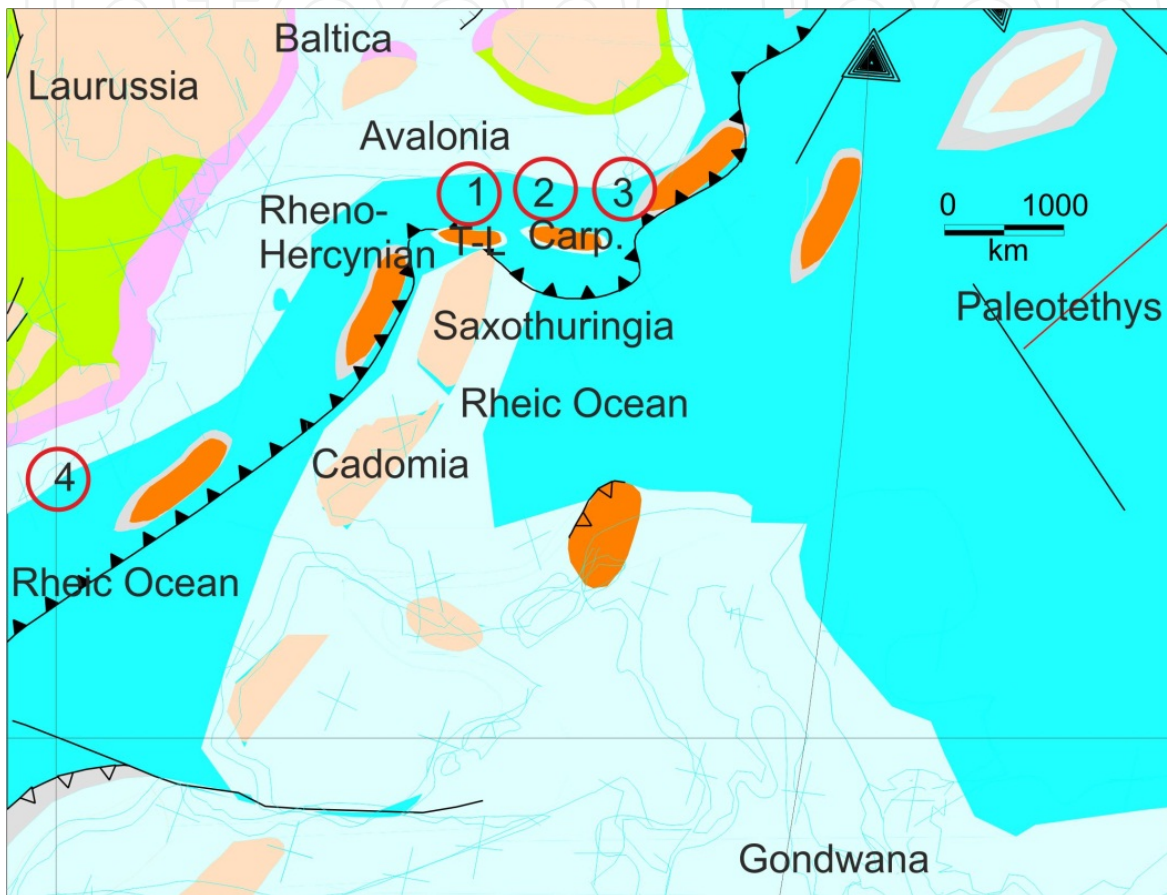 Baltica
Laurussia
Avalonia
1
2
3
Rheno-
Hercynian
T-L
Carp.
0 1000
km
Paleotethys
Saxothuringia
Rheic Ocean
Cadomia
4
Rheic Ocean
Gondwana